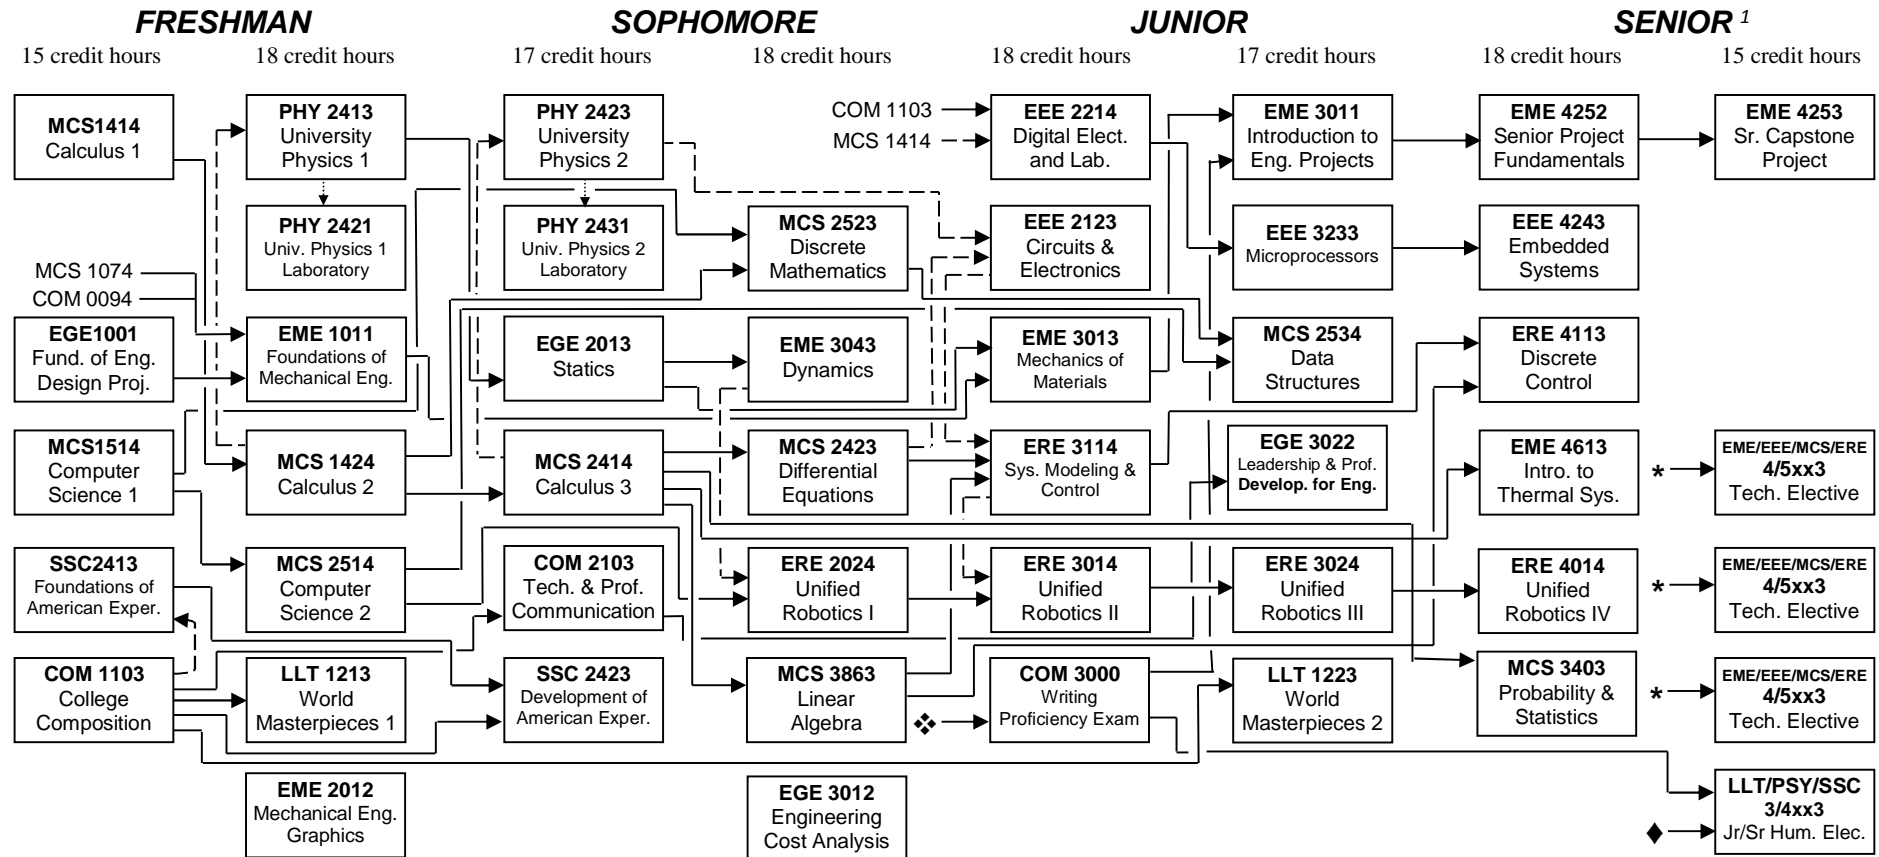 FRESHMAN
SOPHOMORE
JUNIOR
SENIOR 1
15 credit hours
18 credit hours
17 credit hours
18 credit hours
18 credit hours
17 credit hours
18 credit hours
15 credit hours
MCS1414
Calculus 1
MCS 1074
COM 0094
EGE1001
Fund. of Eng.
Design Proj.
MCS1514
Computer
Science 1
SSC2413
Foundations of
American Exper.
COM 1103
College
Composition
PHY 2413
University
Physics 1
PHY 2421
Univ. Physics 1
Laboratory
EME 1011
Foundations of
Mechanical Eng.
MCS 1424
Calculus 2
MCS 2514
Computer
Science 2
LLT 1213
World
Masterpieces 1
EME 2012
Mechanical Eng.
Graphics
PHY 2423
University
Physics 2
PHY 2431
Univ. Physics 2
Laboratory
EGE 2013
Statics
MCS 2414
Calculus 3
COM 2103
Tech. & Prof.
Communication
SSC 2423
Development of
American Exper.
COM 1103
MCS 1414
MCS 2523
Discrete
Mathematics
EME 3043
Dynamics
MCS 2423
Differential
Equations
ERE 2024
Unified
Robotics I
MCS 3863
Linear
Algebra
EGE 3012
Engineering
Cost Analysis
EEE 2214
Digital Elect.
and Lab.
EEE 2123
Circuits &
Electronics
EME 3013
Mechanics of
Materials
ERE 3114
Sys. Modeling &
Control
ERE 3014
Unified
Robotics II
❖
COM 3000
Writing
Proficiency Exam
EME 3011
Introduction to
Eng. Projects
EEE 3233
Microprocessors
MCS 2534
Data
Structures
EGE 3022
Leadership & Prof.
Develop. for Eng.
ERE 3024
Unified
Robotics III
LLT 1223
World
Masterpieces 2
EME 4252
Senior Project
Fundamentals
EEE 4243
Embedded
Systems
ERE 4113
Discrete
Control
EME 4613
Intro. to
Thermal Sys.
ERE 4014
Unified
Robotics IV
MCS 3403
Probability &
Statistics
EME 4253
Sr. Capstone
Project
*
EME/EEE/MCS/ERE
4/5xx3
Tech. Elective
*
EME/EEE/MCS/ERE
4/5xx3
Tech. Elective
*
EME/EEE/MCS/ERE
4/5xx3
Tech. Elective
LLT/PSY/SSC
3/4xx3
♦
Jr/Sr Hum. Elec.